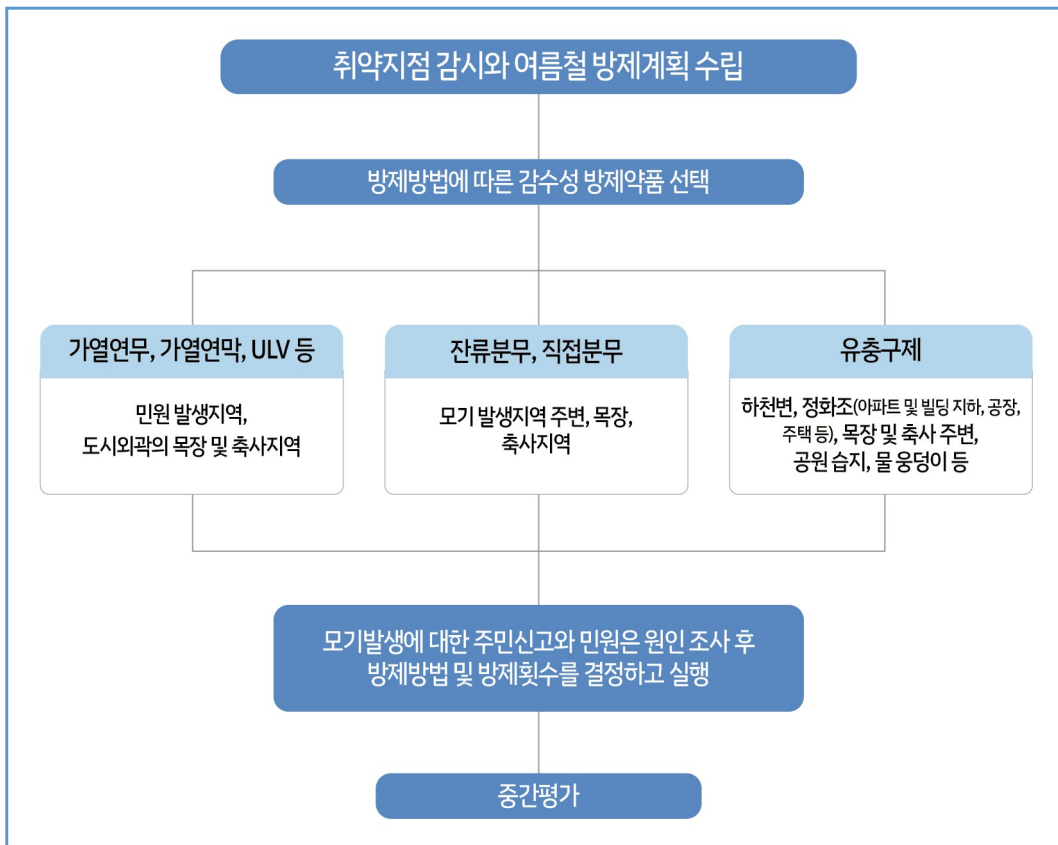 취약지점 감시와 여름철 방제계획 수립
방제방법에 따른 감수성 방제약품 선택
가열연무, 가열연막, ULV 등
민원 발생지역,
도시외곽의 목장 및 축사지역
잔류분무, 직접분무
모기 발생지역 주변, 목장,
축사지역
유충구제
하천변, 정화조(아파트 및 빌딩 지하, 공장,
주택 등), 목장 및 축사 주변,
공원 습지, 물 웅덩이 등
모기발생에 대한 주민신고와 민원은 원인 조사 후
방제방법 및 방제횟수를 결정하고 실행
중간평가